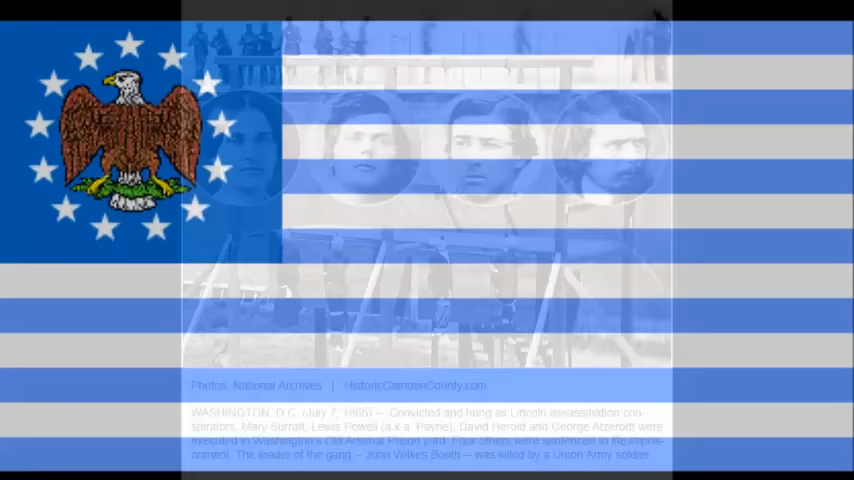 Photos, National Archives | HistoricCamdenCounty.com
WASHINGTON, D.C. (July 7, 1865) -- Convicted and hung as Lincoln assassination con-
spirators, Mary Surratt, Lewis Powell (a.k.a. Payne), David Herold and George Atzerodt were
executed in Washington's Old Arsenal Prison yard. Four others were sentenced to life impris-
onment. The leader of the gang -- John Wilkes Booth -- was killed by a Union Army soldier.